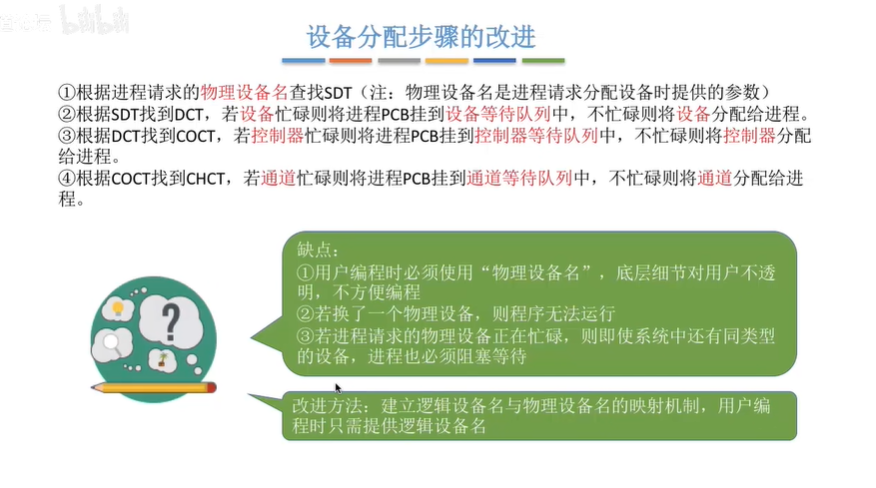 设备分配步骤的改进
①根据进程请求的物理设备名查找SDT（注：物理设备名是进程请求分配设备时提供的参数）
②根据SDT找到DCT，若设备忙碌则将进程PCB挂到设备等待队列中，不忙碌则将设备分配给进程。
③根据DCT找到COCT，若控制器忙碌则将进程PCB挂到控制器等待队列中，不忙碌则将控制器分配
给进程。
④根据COCT找到CHCT，若通道忙碌则将进程PCB挂到通道等待队列中，不忙碌则将通道分配给进
程。
缺点：
①用户编程时必须使用“物理设备名”，底层细节对用户不透
明，不方便编程
②若换了一个物理设备，则程序无法运行
③若进程请求的物理设备正在忙碌，则即使系统中还有同类型
的设备，进程也必须阻塞等待
?
改进方法：建立逻辑设备名与物理设备名的映射机制，用户编
程时只需提供逻辑设备名